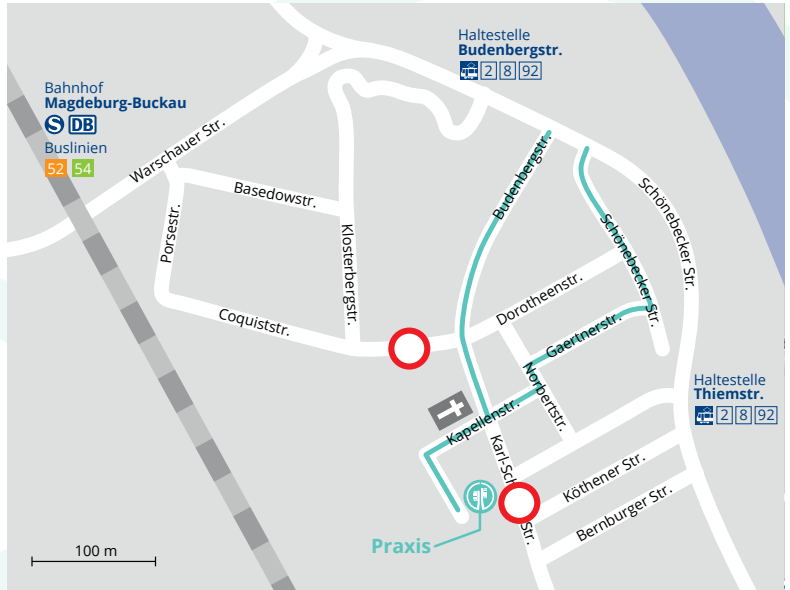 Haltestelle
Budenbergstr.
2 8 92
Bahnhof
Magdeburg-Buckau
S DB
Buslinien
52 54
Warschauer Str.
Basedowstr.
Porsestr.
Klosterbergstr.
Coquiststr.
Budenbergstr.
Schönebecker Str.
Schönebecker Str.
Dorotheenstr.
Gaertnerstr.
Norbertstr.
Kapellenstr.
Haltestelle
Thiemstr.
2 8 92
Karl-Sch
Str.
Köthener Str.
Bernburger Str.
Praxis
100 m